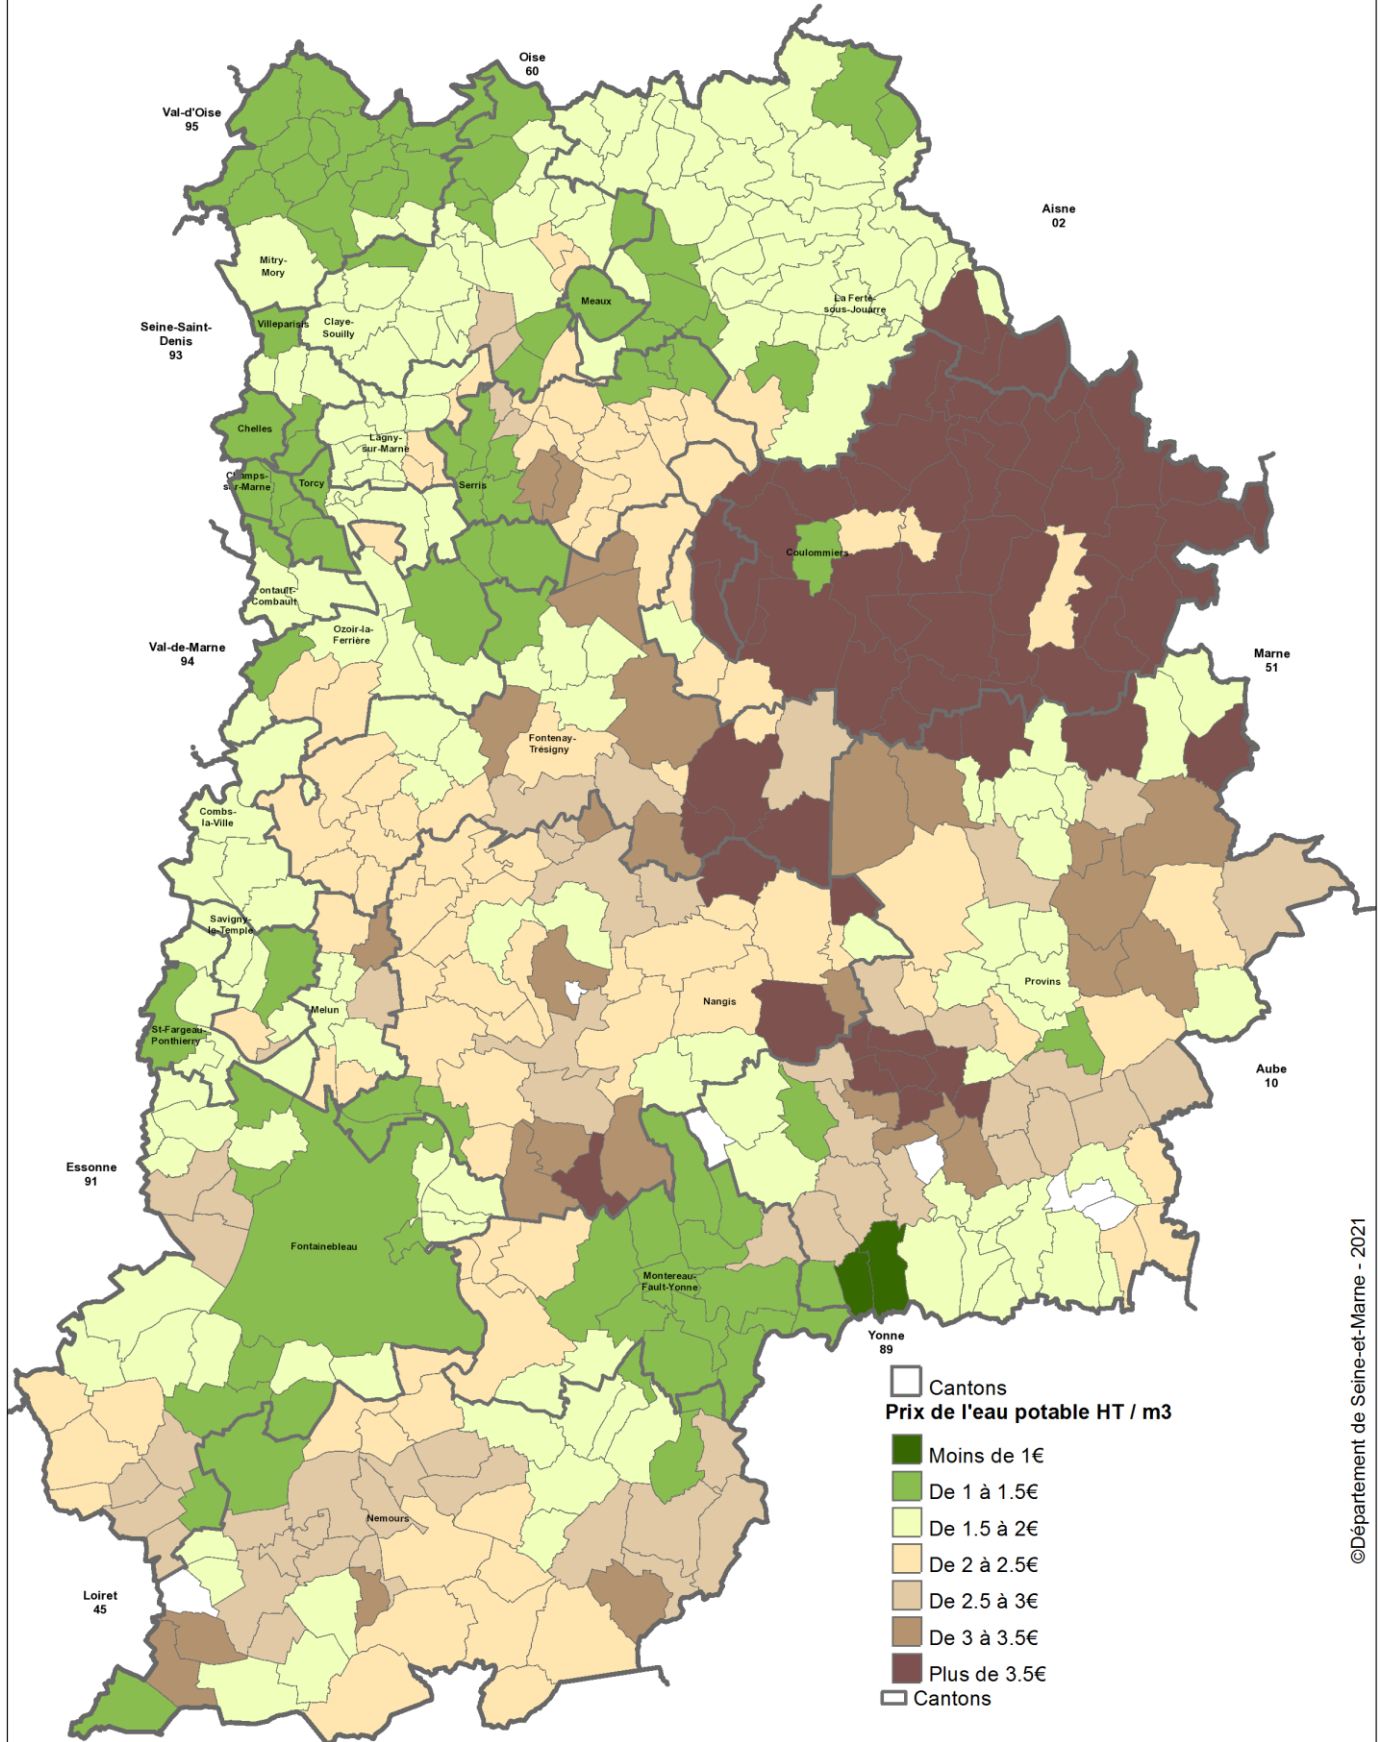 Oise
60
Val-d'Oise
95
Aisne
02
Mitry-
Mory
Meaux
La Ferté-
sous-Jouarre
Seine-Saint-
Denis
93
Villeparisis
Claye-
Souilly
Chelles
Lagny-
sur-Marne
Champs-
sur-Marne
Torcy
Serris
Coulommiers
Pontault-
Combault
Ozoir-la-
Ferrière
Val-de-Marne
94
Marne
51
Fontenay-
Trésigny
Combs-
la-Ville
Savigny-
le-Temple
Provins
Nangis
Melun
St-Fargeau-
Ponthierry
Aube
10
Essonne
91
Fontainebleau
Montereau-
Fault-Yonne
Yonne
89
Nemours
Loiret
45
Cantons
Prix de l'eau potable HT / m3
Moins de 1€
De 1 à 1.5€
De 1.5 à 2€
De 2 à 2.5€
De 2.5 à 3€
De 3 à 3.5€
Plus de 3.5€
Cantons
©Département de Seine-et-Marne - 2021